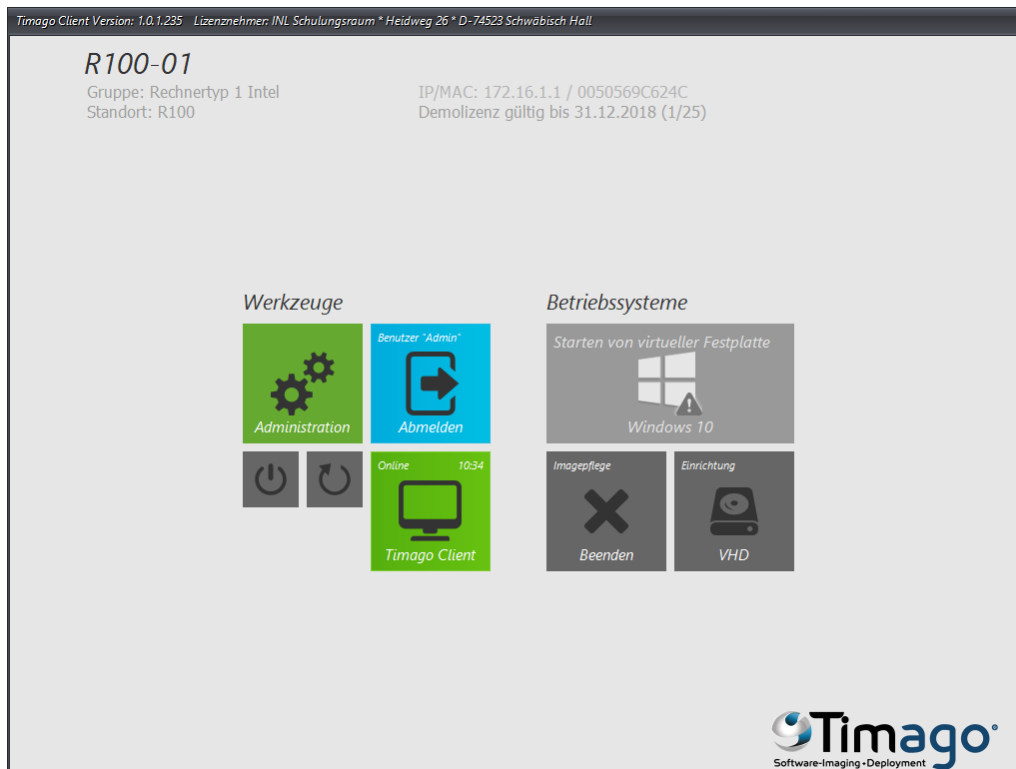 Timago Client Version: 1.0.1.235 Lizenznehmer: INL Schulungsraum * Heidweg 26 * D-74523 Schwäbisch Hall
R100-01
Gruppe: Rechnertyp 1 Intel
Standort: R100
IP/MAC: 172.16.1.1 / 0050569C624C
Demolizenz gültig bis 31.12.2018 (1/25)
Werkzeuge
Administration
Benutzer "Admin"
Abmelden
Online 10:34
Timago Client
Betriebssysteme
Starten von virtueller Festplatte
Windows 10
Imagepflege
Beenden
Einrichtung
VHD
Timago
Software-Imaging+Deployment